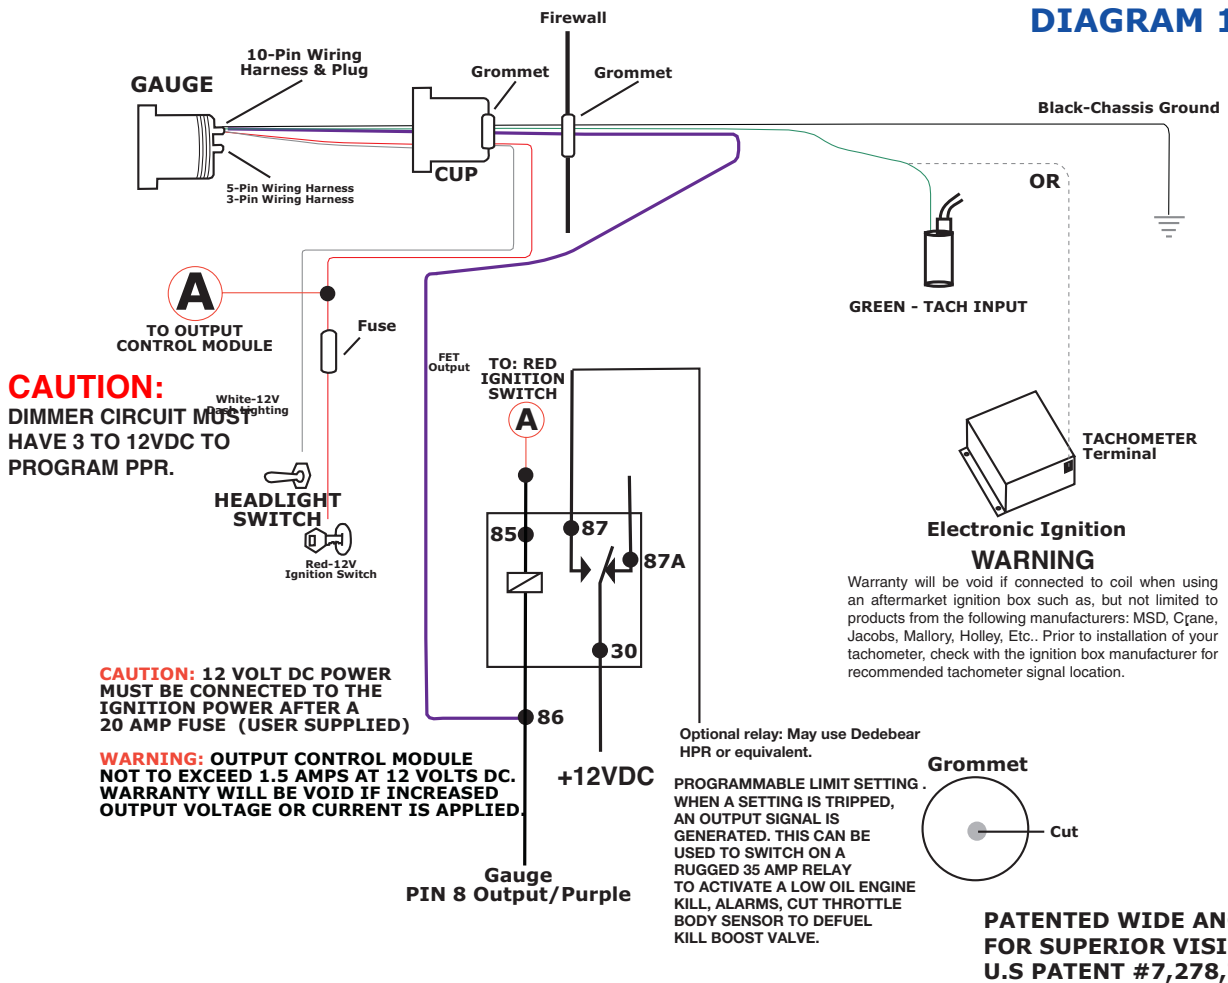 DIAGRAM 1
Firewall
10-Pin Wiring
Harness & Plug
GAUGE
Grommet
Grommet
Black-Chassis Ground
CUP
5-Pin Wiring Harness
3-Pin Wiring Harness
OR
A
TO OUTPUT
CONTROL MODULE
Fuse
GREEN - TACH INPUT
FET
Output
TO: RED
IGNITION
SWITCH
A
CAUTION:
DIMMER CIRCUIT MUST
HAVE 3 TO 12VDC TO
PROGRAM PPR.
White-12V
Dash Lighting
HEADLIGHT
SWITCH
Red-12V
Ignition Switch
TACHOMETER
Terminal
Electronic Ignition
85
87
87A
30
86
+12VDC
WARNING
Warranty will be void if connected to coil when using
an aftermarket ignition box such as, but not limited to
products from the following manufacturers: MSD, Crane,
Jacobs, Mallory, Holley, Etc.. Prior to installation of your
tachometer, check with the ignition box manufacturer for
recommended tachometer signal location.
CAUTION: 12 VOLT DC POWER
MUST BE CONNECTED TO THE
IGNITION POWER AFTER A
20 AMP FUSE (USER SUPPLIED)
WARNING: OUTPUT CONTROL MODULE
NOT TO EXCEED 1.5 AMPS AT 12 VOLTS DC.
WARRANTY WILL BE VOID IF INCREASED
OUTPUT VOLTAGE OR CURRENT IS APPLIED.
Gauge
PIN 8 Output/Purple
Optional relay: May use Dedebear
HPR or equivalent.
PROGRAMMABLE LIMIT SETTING .
WHEN A SETTING IS TRIPPED,
AN OUTPUT SIGNAL IS
GENERATED. THIS CAN BE
USED TO SWITCH ON A
RUGGED 35 AMP RELAY
TO ACTIVATE A LOW OIL ENGINE
KILL, ALARMS, CUT THROTTLE
BODY SENSOR TO DEFUEL
KILL BOOST VALVE.
Grommet
Cut
PATENTED WIDE AN
FOR SUPERIOR VISI
U.S PATENT #7,278,